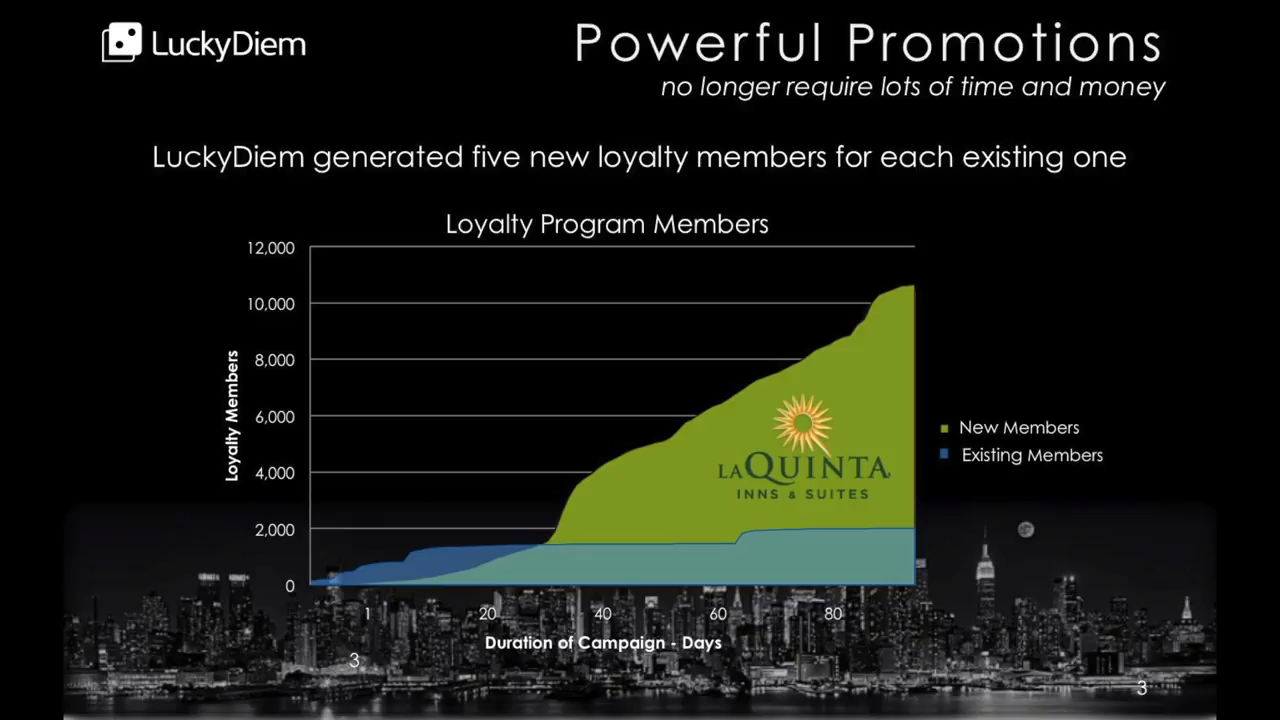 LuckyDiem
Powerful Promotions
no longer require lots of time and money
LuckyDiem generated five new loyalty members for each existing one
Loyalty Program Members
12,000
10,000
8,000
6,000
4,000
2,000
0
Loyalty Members
LAQUINTA
INNS & SUITES
New Members
Existing Members
1 20 40 60 80
Duration of Campaign - Days
3
3